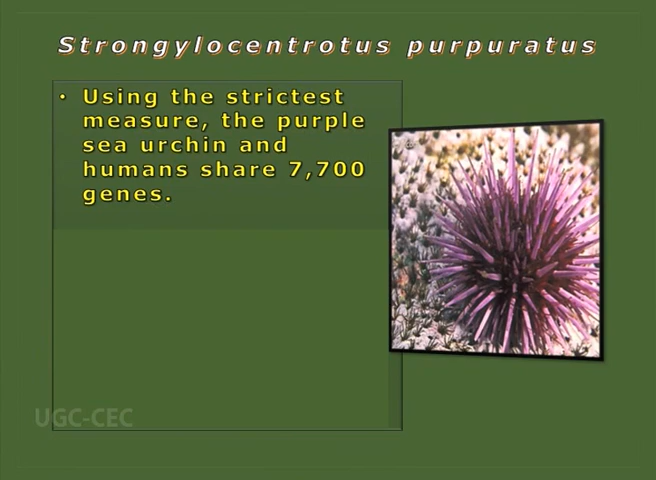 Strongylocentrotus purpuratus
• Using the strictest
measure, the purple
sea urchin and
humans share 7,700
genes.
UGC-CEC